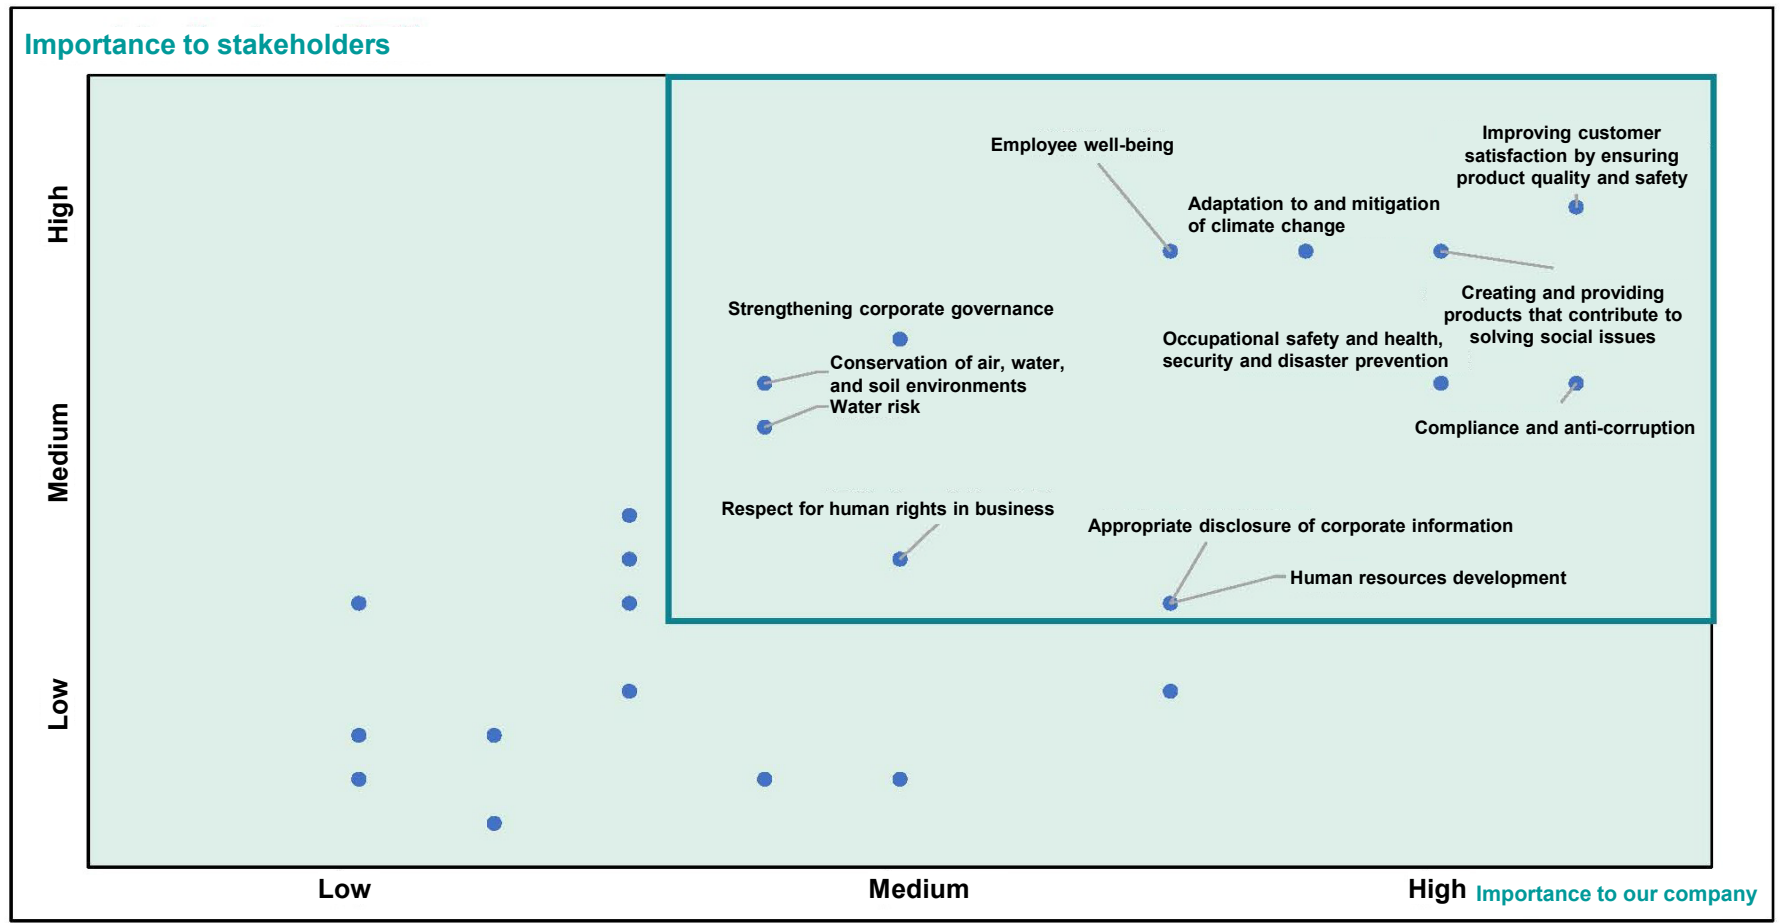 Importance to stakeholders
High
Medium
Low
Employee well-being
Improving customer
satisfaction by ensuring
product quality and safety
Adaptation to and mitigation
of climate change
Strengthening corporate governance
Creating and providing
products that contribute to
solving social issues
Occupational safety and health,
security and disaster prevention
Conservation of air, water,
and soil environments
Water risk
Compliance and anti-corruption
Respect for human rights in business
Appropriate disclosure of corporate information
Human resources development
Low
Medium
High
Importance to our company